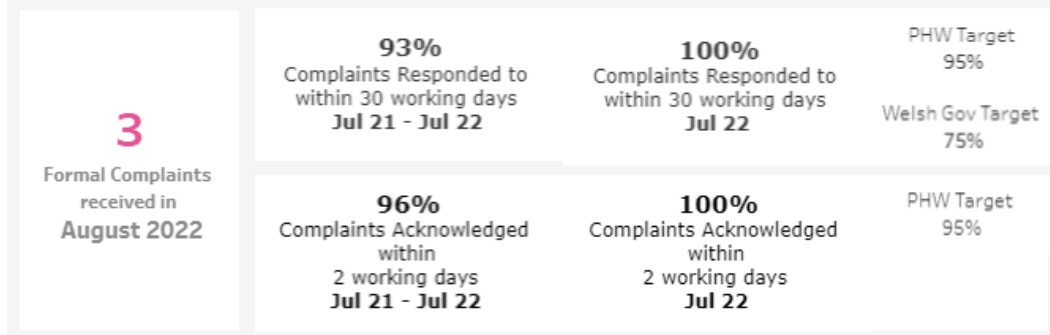 3
Formal Complaints
received in
August 2022
93%
Complaints Responded to
within 30 working days
Jul 21 - Jul 22
100%
Complaints Responded to
within 30 working days
Jul 22
PHW Target
95%
Welsh Gov Target
75%
96%
Complaints Acknowledged
within
2 working days
Jul 21 - Jul 22
100%
Complaints Acknowledged
within
2 working days
Jul 22
PHW Target
95%